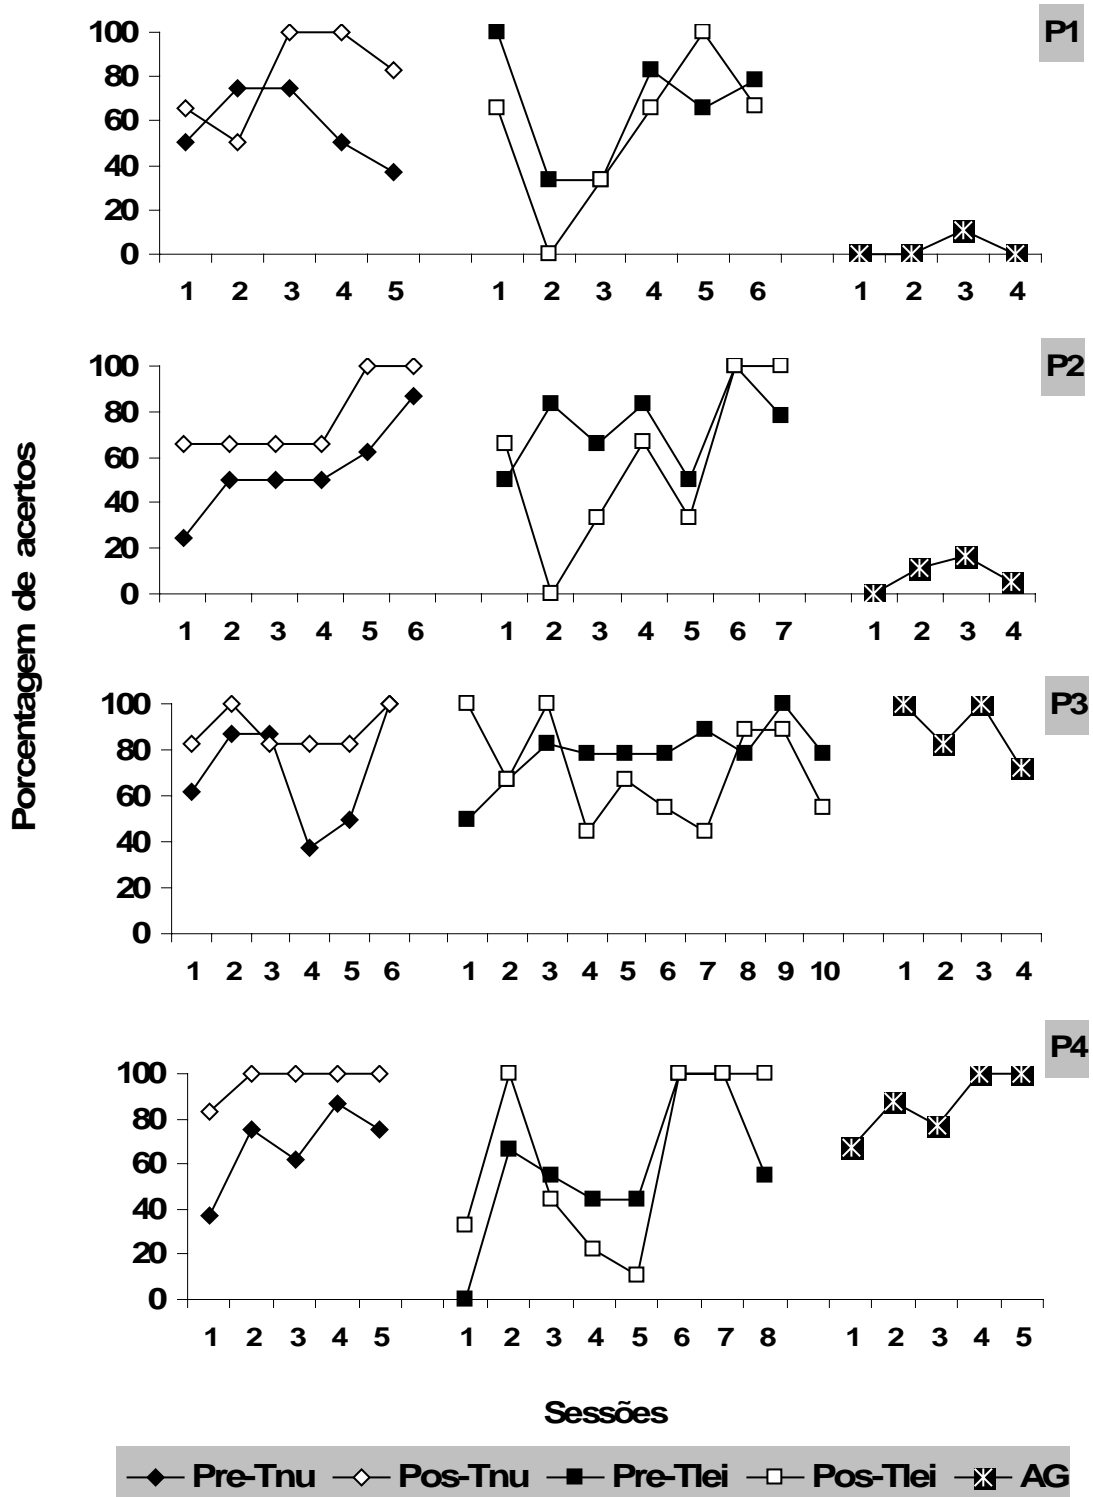 P1
100
80
60
40
20
0
1 2 3 4 5 1 2 3 4 5 6 1 2 3 4
P2
100
80
60
40
20
0
1 2 3 4 5 6 1 2 3 4 5 6 7 1 2 3 4
Porcentagem de acertos
P3
100
80
60
40
20
0
1 2 3 4 5 6 1 2 3 4 5 6 7 8 9 10 1 2 3 4
P4
100
80
60
40
20
0
1 2 3 4 5 1 2 3 4 5 6 7 8 1 2 3 4 5
Sessões
Pre-Tnu Pos-Tnu Pre-Tlei Pos-Tlei AG